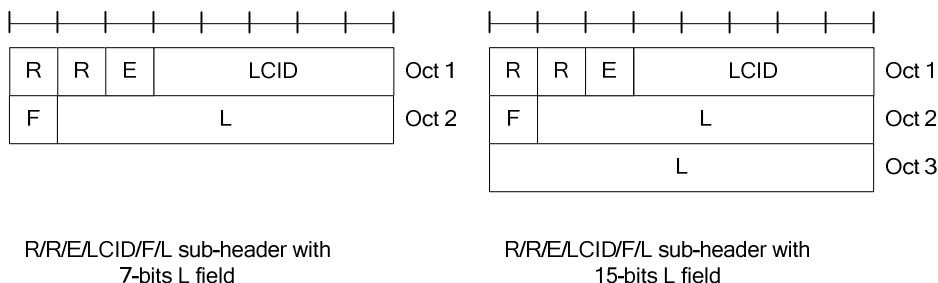 R R E LCID Oct 1
F L Oct 2
R/R/E/LCID/F/L sub-header with
7-bits L field
R R E LCID Oct 1
F L Oct 2
L Oct 3
R/R/E/LCID/F/L sub-header with
15-bits L field